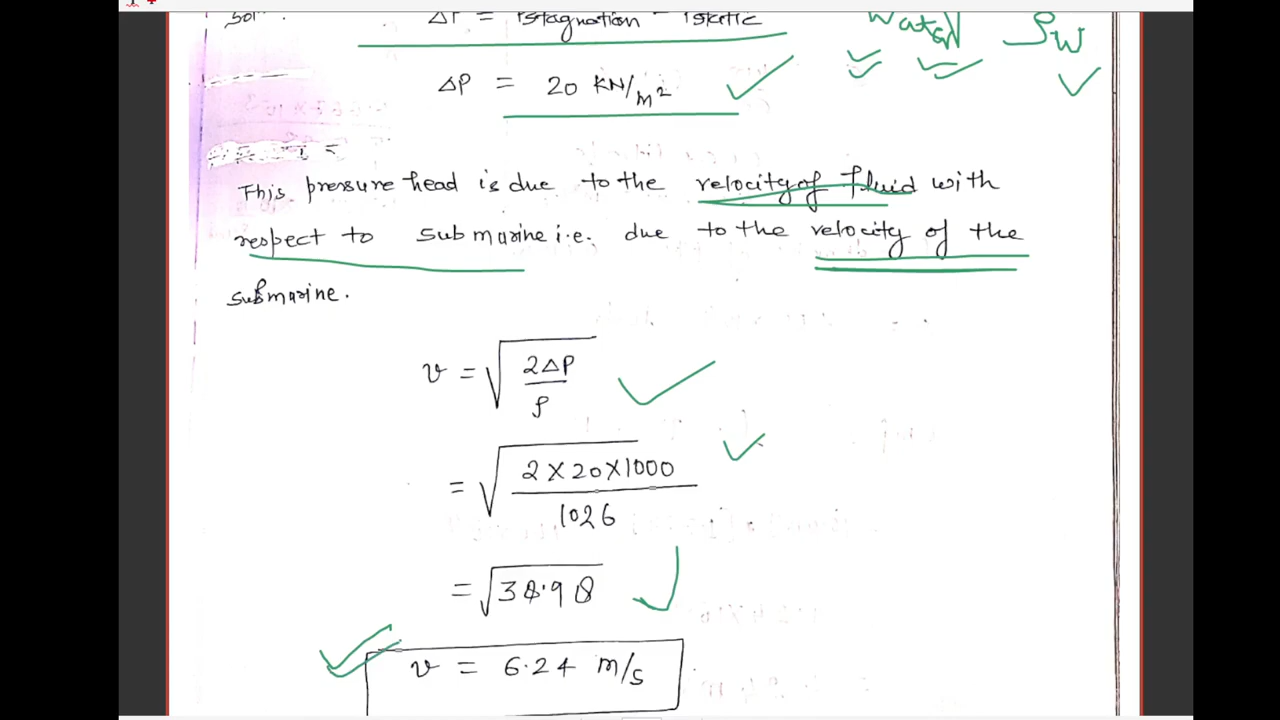 Sol.
ΔP = Pstagnation - Pstatic
Water ρw
ΔP = 20 KN/m²
This pressure head is due to the velocity of fluid with
respect to submarine i.e. due to the velocity of the
submarine.
v = √(2ΔP/ρ)
= √(2×20×1000/1026)
= √38.98
v = 6.24 m/s